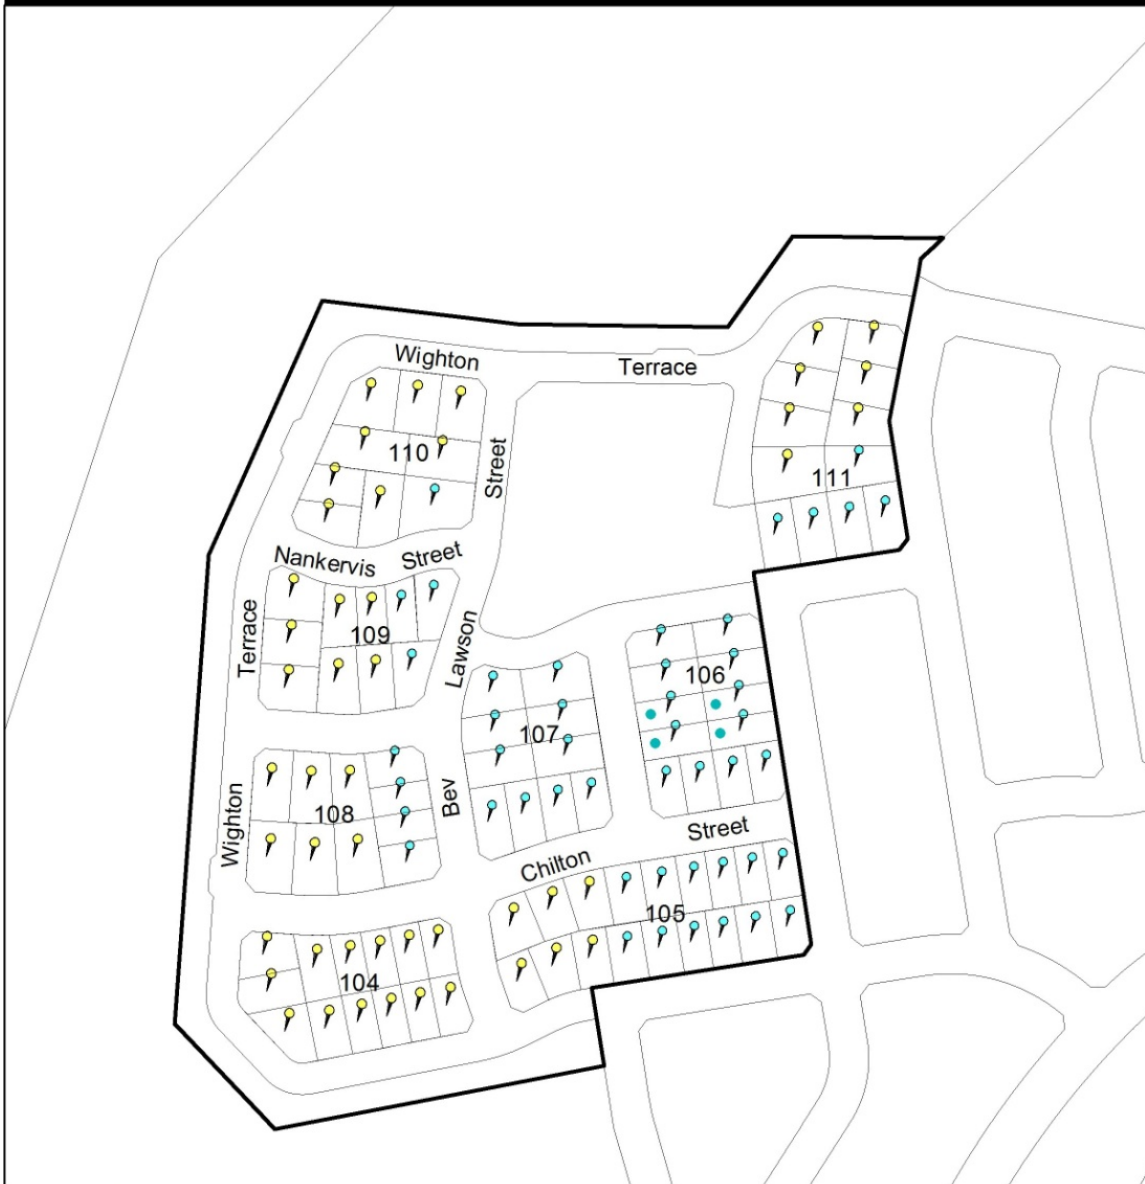 Wighton
Terrace
110
Street
111
Nankervis Street
Terrace
109
Lawson
106
107
Wighton
108
Bev
Street
Chilton
105
104